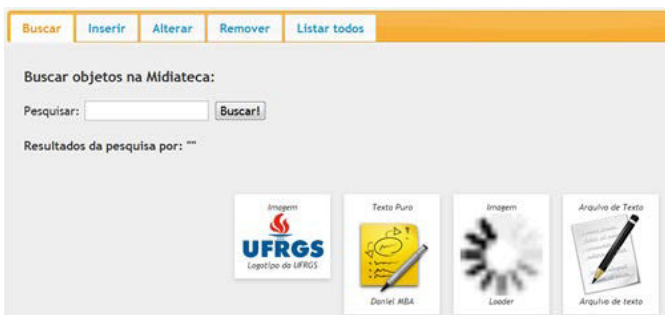 Buscar Inserir Alterar Remover Listar todos
Buscar objetos na Midiateca:
Pesquisar: Buscar!
Resultados da pesquisa por: ""
Imagem Texto Puro Imagem Arquivo de Texto
UFRGS
Logotipo da UFRGS
Daniel MBA Loader Arquivo de texto